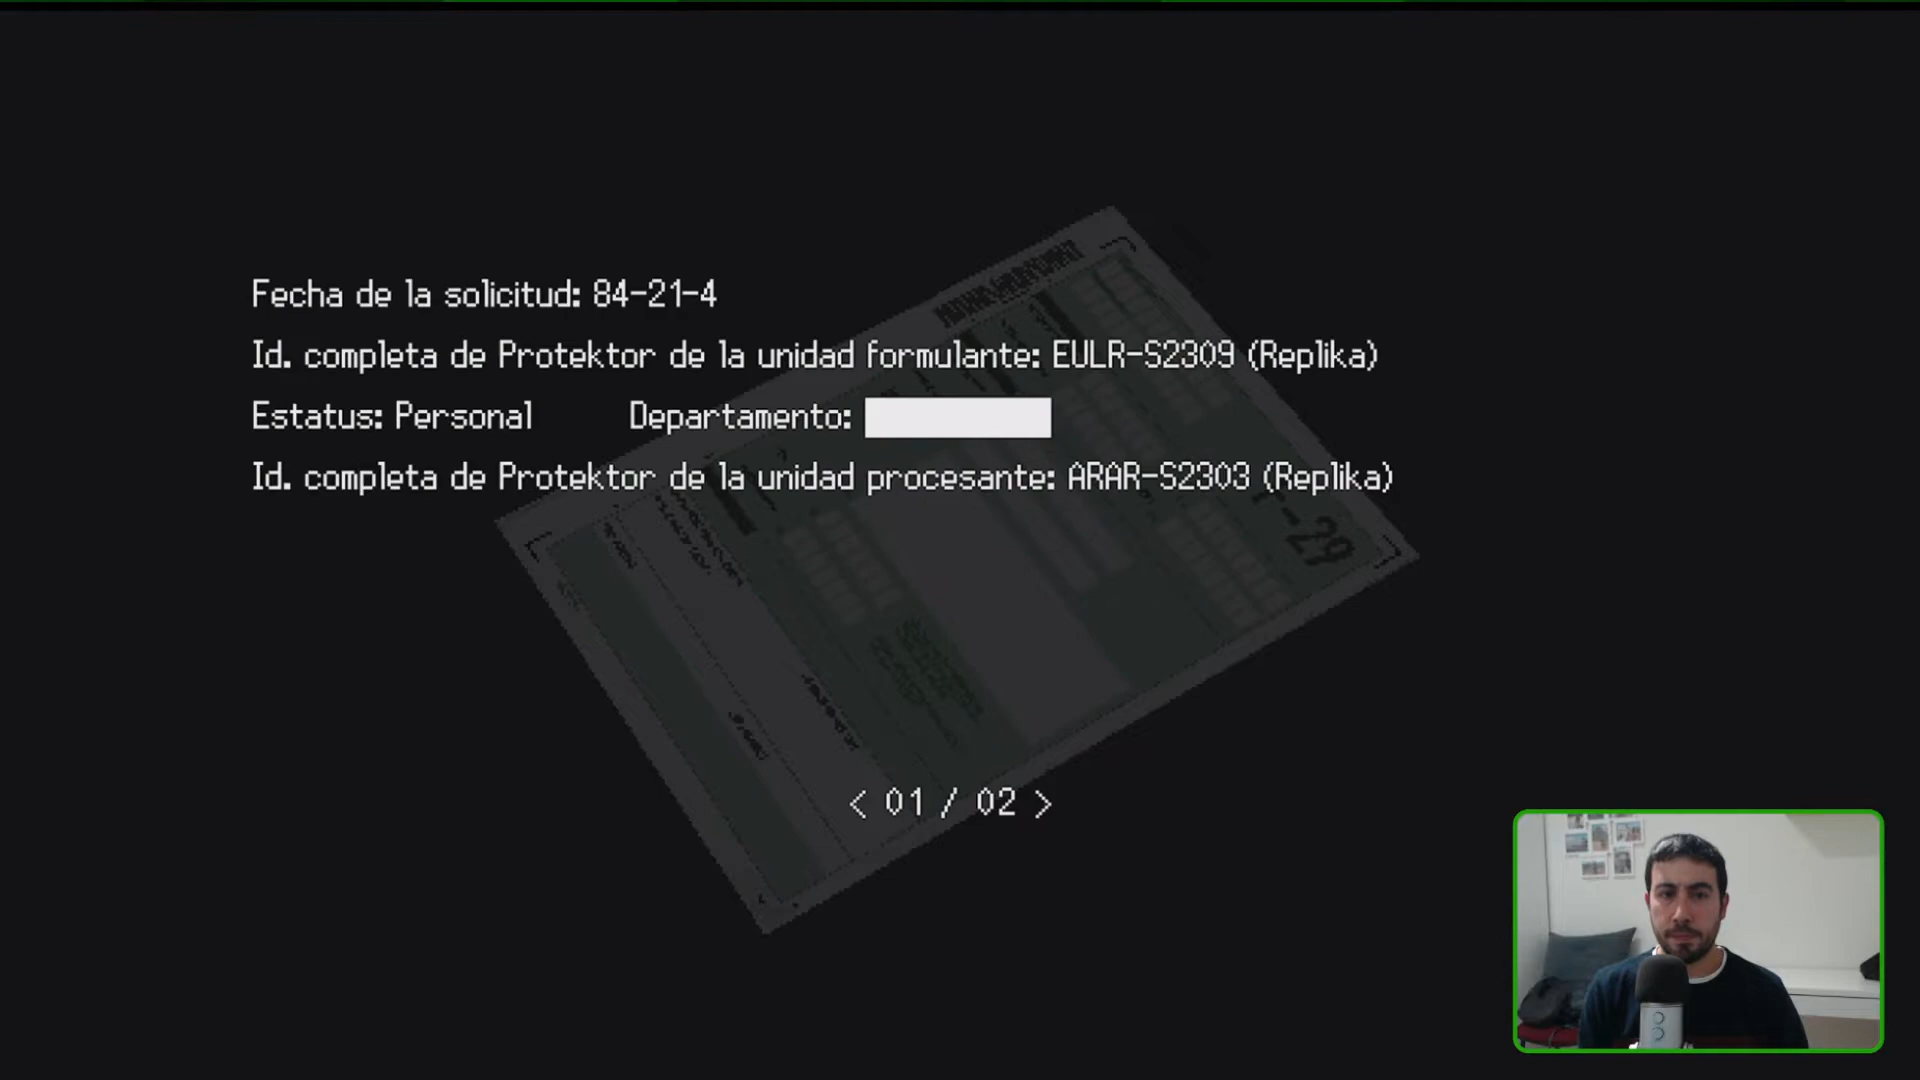 Fecha de la solicitud: 84-21-4
Id. completa de Protektor de la unidad formulante: EULR-S2309 (Replika)
Estatus: Personal Departamento:
Id. completa de Protektor de la unidad procesante: ARAR-S2303 (Replika)
-29
< 01 / 02 >